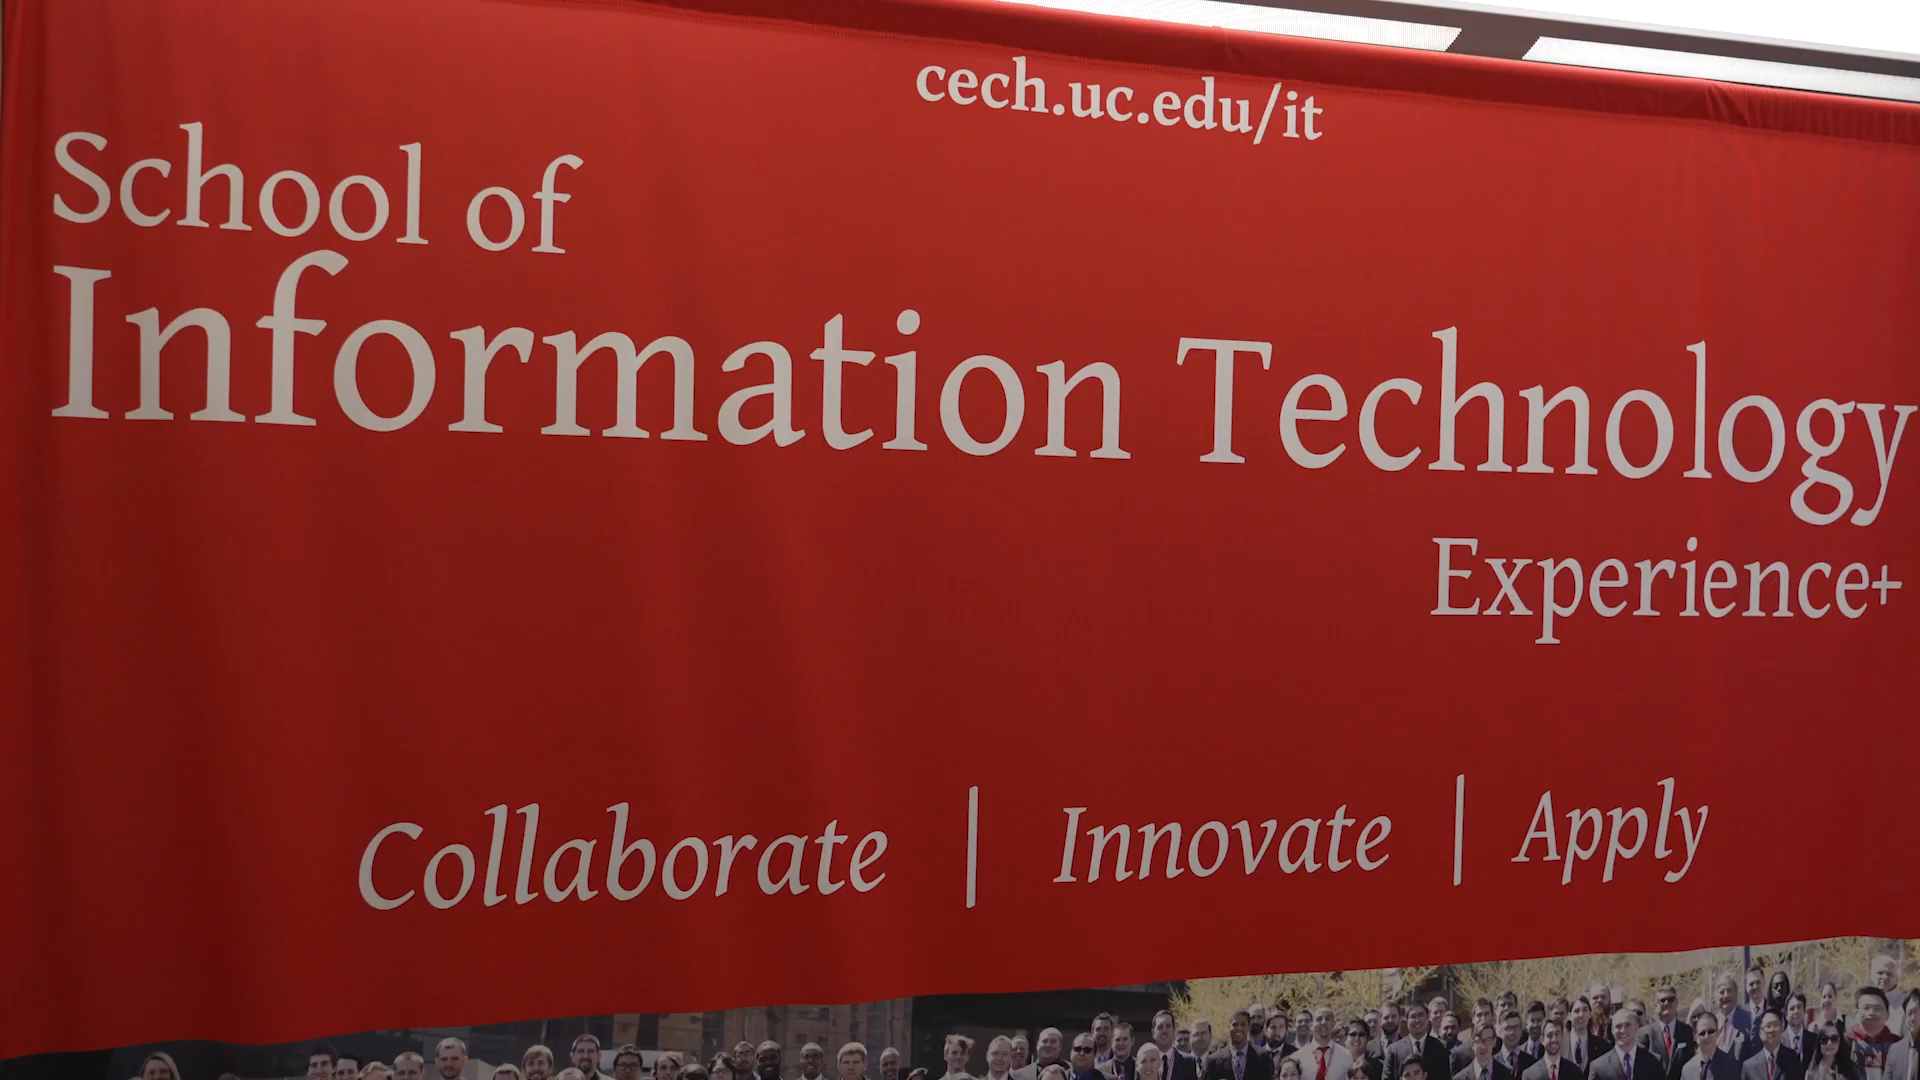 cech.uc.edu/it
School of
Information Technology
Experience+
Collaborate | Innovate | Apply